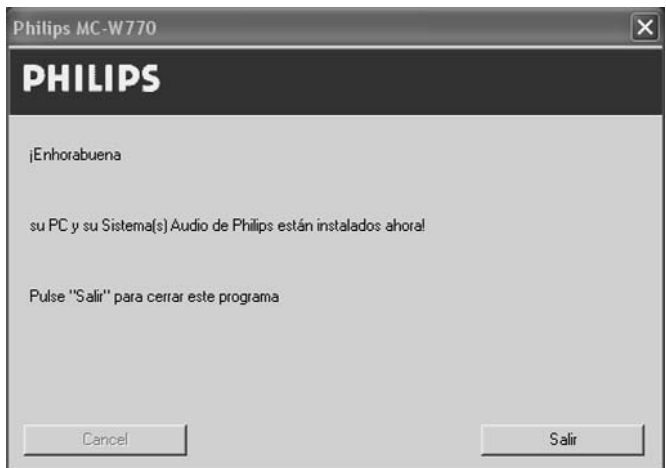 Philips MC-W770
PHILIPS
¡Enhorabuena
su PC y su Sistema(s) Audio de Philips están instalados ahora!
Pulse "Salir" para cerrar este programa
Cancel
Salir